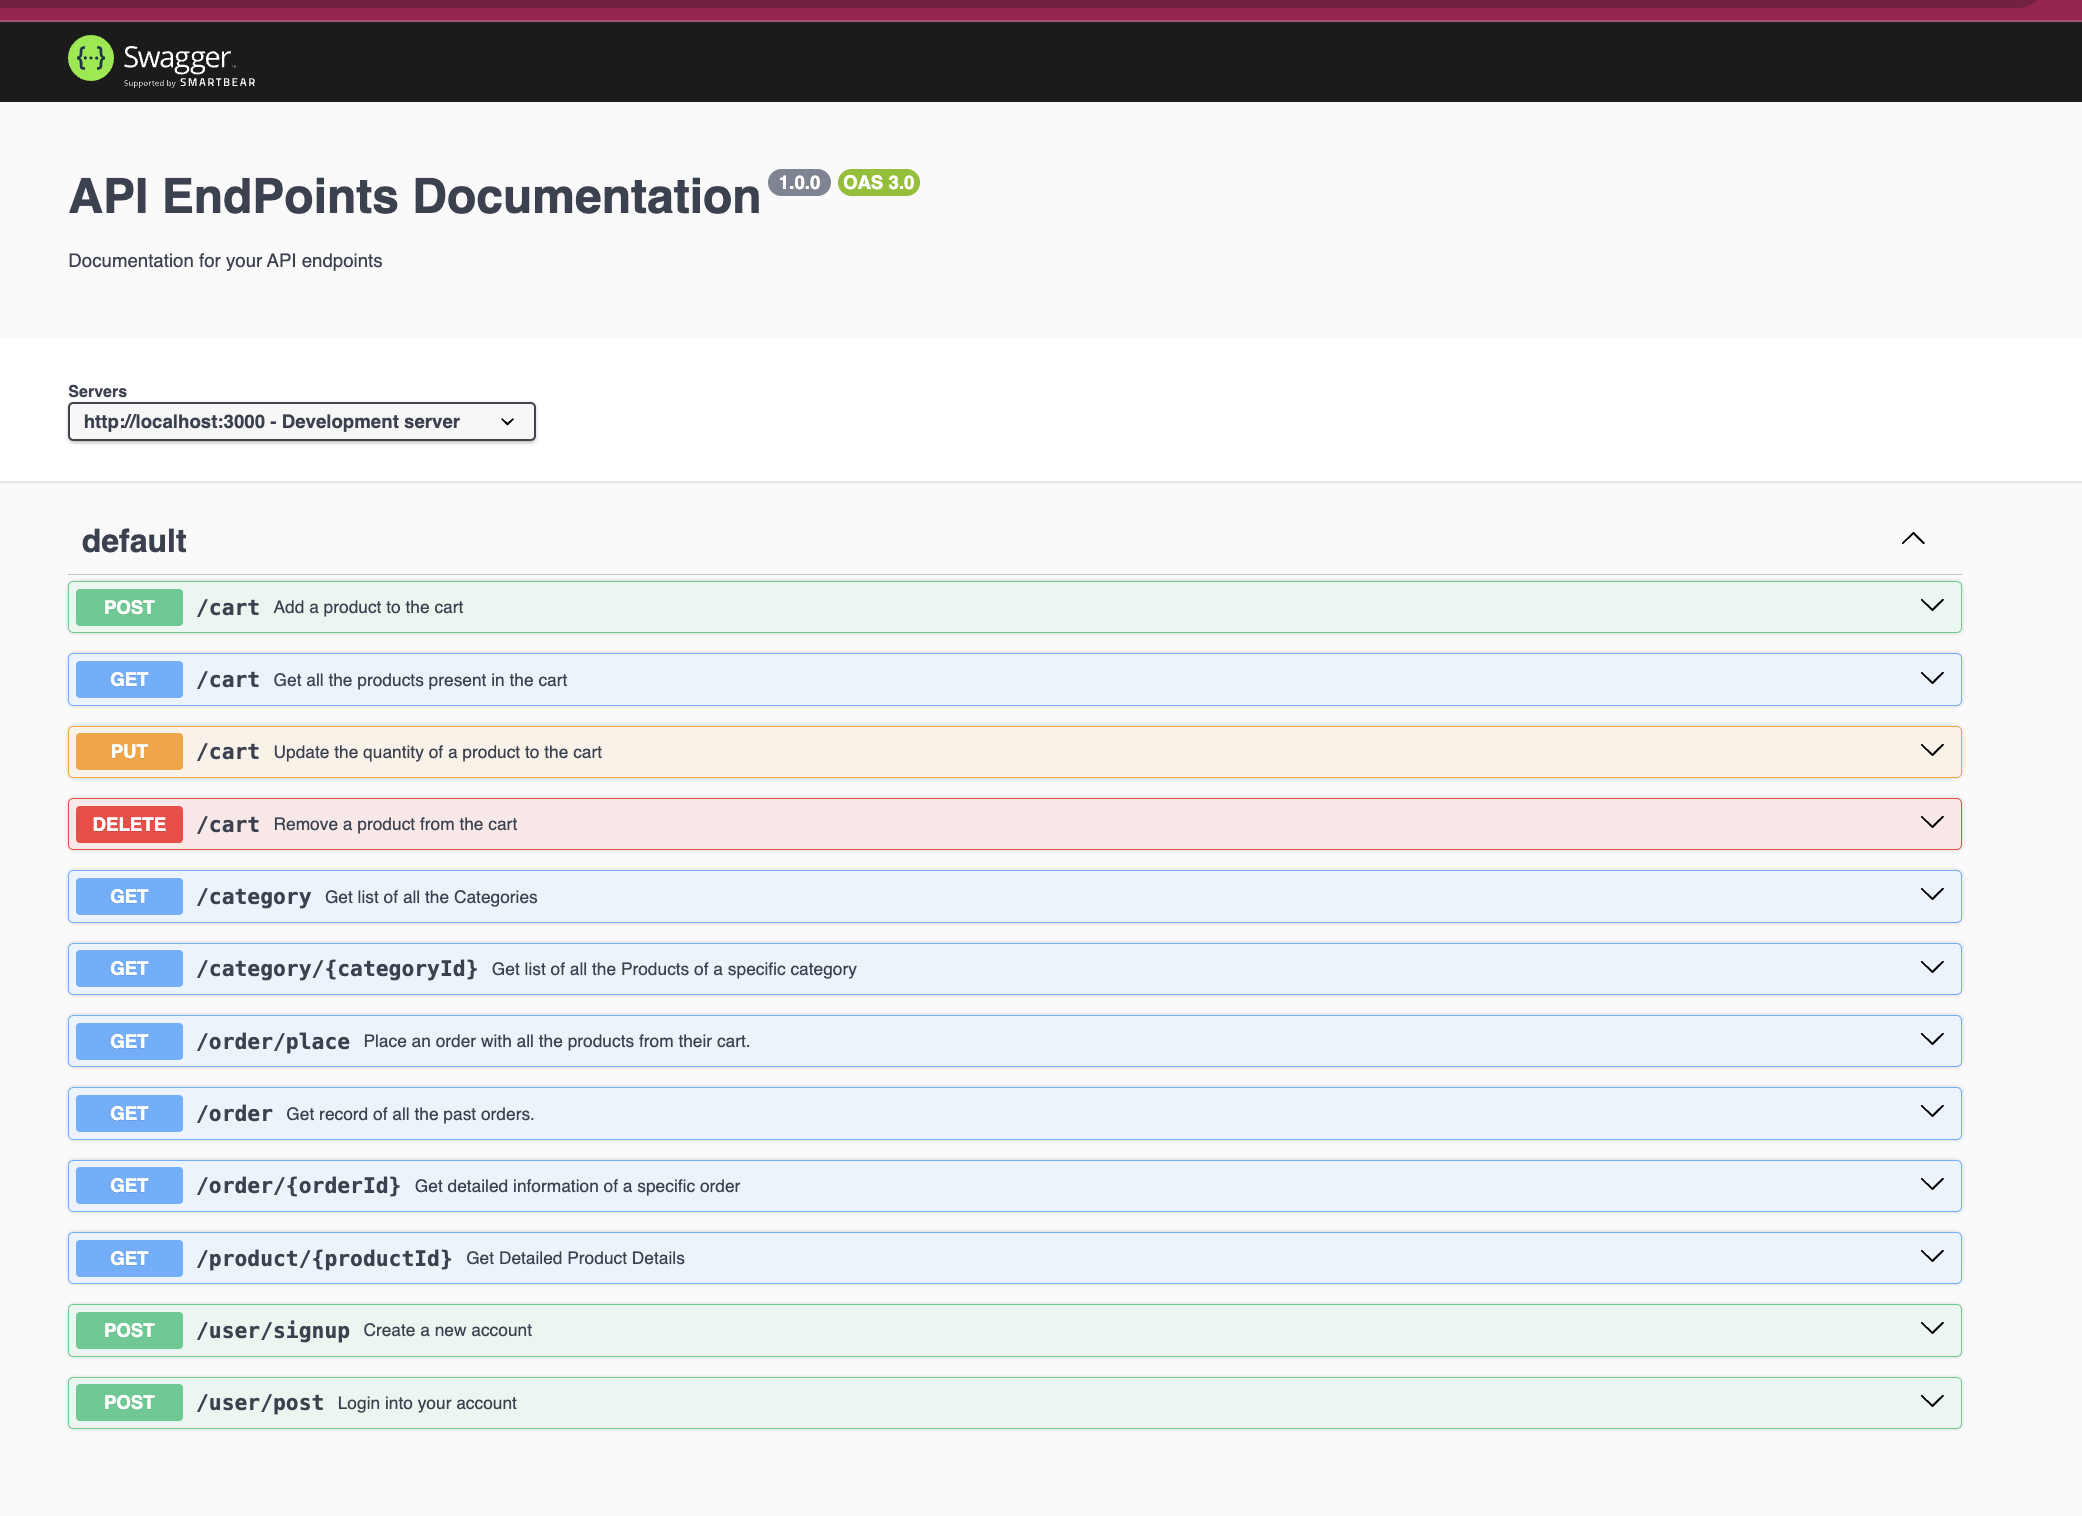 Swagger
Supported by SMARTBEAR
API EndPoints Documentation 1.0.0 OAS 3.0
Documentation for your API endpoints
Servers
http://localhost:3000 - Development server
default
POST /cart Add a product to the cart
GET /cart Get all the products present in the cart
PUT /cart Update the quantity of a product to the cart
DELETE /cart Remove a product from the cart
GET /category Get list of all the Categories
GET /category/{categoryId} Get list of all the Products of a specific category
GET /order/place Place an order with all the products from their cart.
GET /order Get record of all the past orders.
GET /order/{orderId} Get detailed information of a specific order
GET /product/{productId} Get Detailed Product Details
POST /user/signup Create a new account
POST /user/post Login into your account